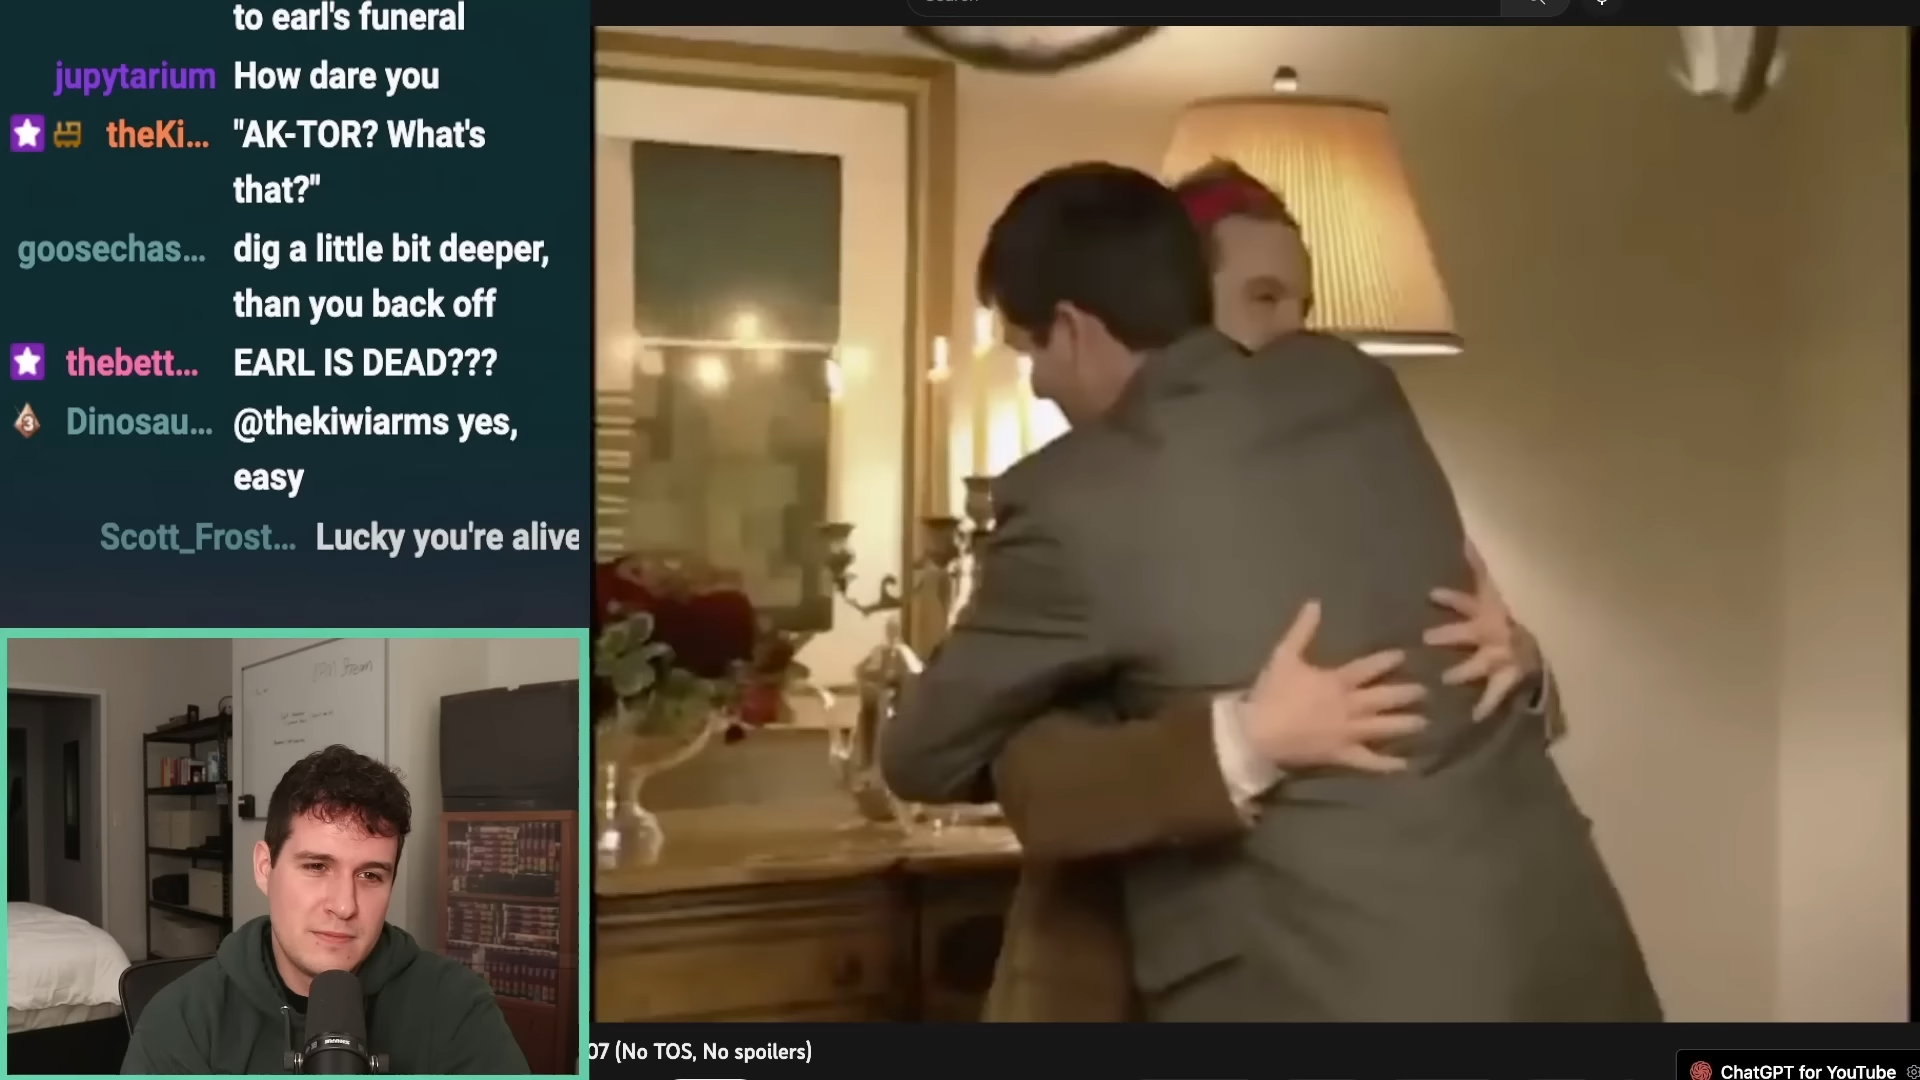 Search
to earl's funeral
jupytarium How dare you
theKi... "AK-TOR? What's
that?"
goosechas... dig a little bit deeper,
than you back off
thebett... EARL IS DEAD???
Dinosau... @thekiwiarms yes,
3
easy
Scott_Frost... Lucky you're alive
07 (No TOS, No spoilers)
ChatGPT for YouTube